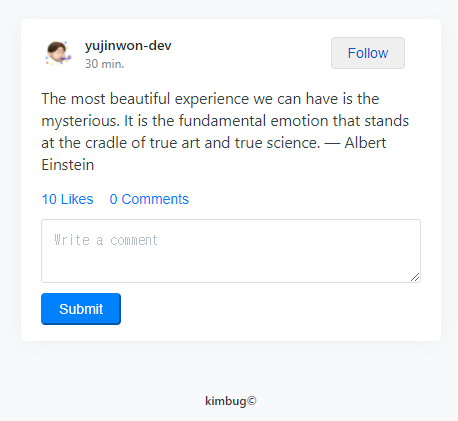 yujinwon-dev
30 min.
Follow
The most beautiful experience we can have is the
mysterious. It is the fundamental emotion that stands
at the cradle of true art and true science. — Albert
Einstein
10 Likes 0 Comments
Write a comment
Submit
kimbug©